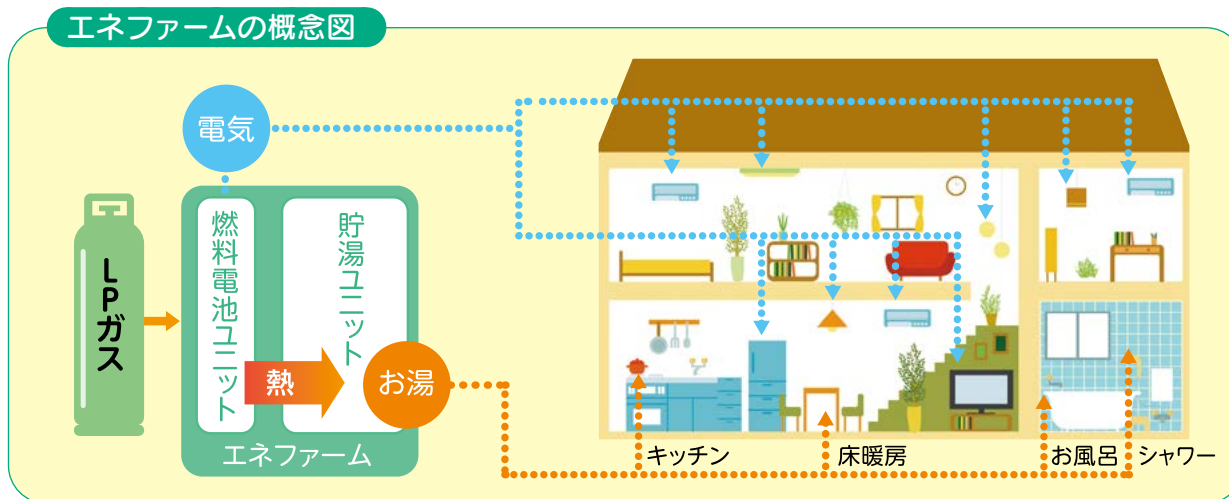 エネファームの概念図
電気
LPガス
燃料電池ユニット
貯湯ユニット
熱
お湯
エネファーム
キッチン
床暖房
お風呂
シャワー